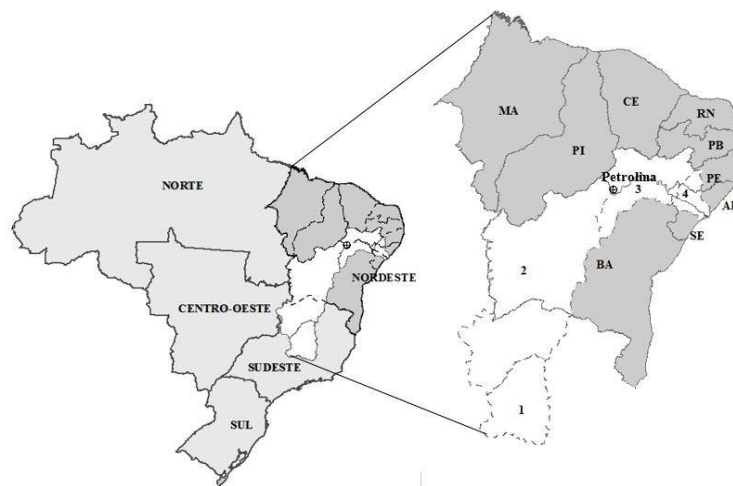 NORTE
NORDESTE
CENTRO-OESTE
SUDESTE
SUL
MA
CE
RN
PI
PB
Petrolina
PE
3
4
AL
SE
2
BA
1